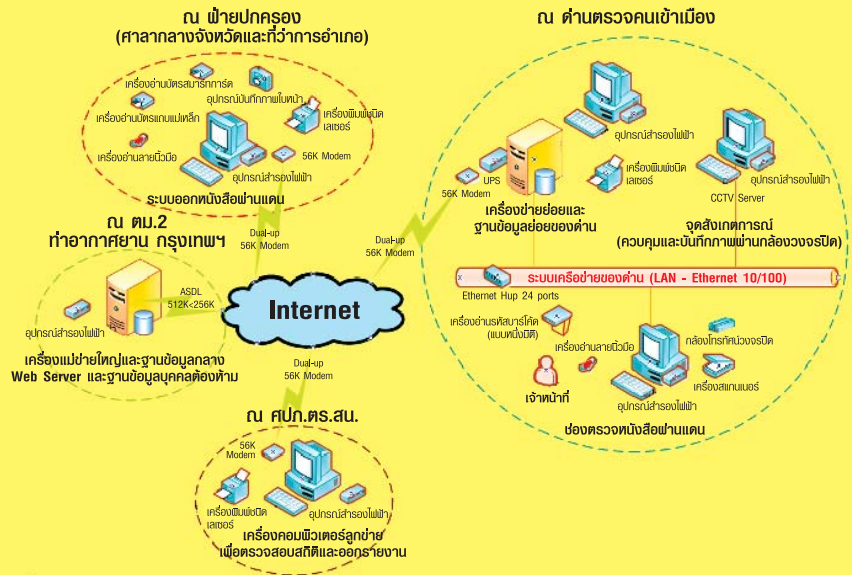 ณ ฝ่ายปกครอง
(ศาลากลางจังหวัดและที่ว่าการอำเภอ)
เครื่องอ่านบัตรสมาร์ทการ์ด
อุปกรณ์บันทึกภาพใบหน้า
เครื่องอ่านบัตรแถบแม่เหล็ก
เครื่องพิมพ์ชนิด
เลเซอร์
เครื่องอ่านลายนิ้วมือ
56K Modem
อุปกรณ์สำรองไฟฟ้า
ระบบออกหนังสือผ่านแดน
Dual-up
56K Modem
ณ ตม.2
ท่าอากาศยาน กรุงเทพฯ
ASDL
512K<256K
อุปกรณ์สำรองไฟฟ้า
เครื่องแม่ข่ายใหญ่และฐานข้อมูลกลาง
Web Server และฐานข้อมูลบุคคลต้องห้าม
Internet
Dual-up
56K Modem
Dual-up
56K Modem
ณ ศปก.ตร.สน.
56K
Modem
เครื่องพิมพ์ชนิด
เลเซอร์
อุปกรณ์สำรองไฟฟ้า
เครื่องคอมพิวเตอร์ลูกข่าย
เพื่อตรวจสอบสถิติและออกรายงาน
ณ ด่านตรวจคนเข้าเมือง
อุปกรณ์สำรองไฟฟ้า
UPS
56K Modem
เครื่องพิมพ์ชนิด
เลเซอร์
เครื่องข่ายย่อยและ
ฐานข้อมูลย่อยของด่าน
อุปกรณ์สำรองไฟฟ้า
CCTV Server
จุดสังเกตการณ์
(ควบคุมและบันทึกภาพผ่านกล้องวงจรปิด)
ระบบเครือข่ายของด่าน (LAN - Ethernet 10/100)
Ethernet Hup 24 ports
เครื่องอ่านรหัสบาร์โค้ด
(แบบหนึ่งมิติ)
เครื่องอ่านลายนิ้วมือ
กล้องโทรทัศน์วงจรปิด
เจ้าหน้าที่
เครื่องสแกนเนอร์
อุปกรณ์สำรองไฟฟ้า
ช่องตรวจหนังสือผ่านแดน